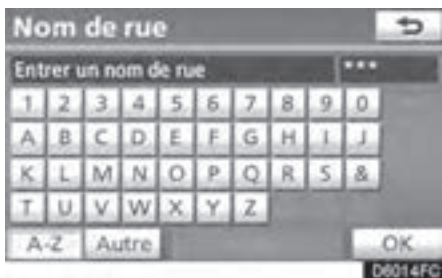 Nom de rue
Entrer un nom de rue ***
1 2 3 4 5 6 7 8 9 0
A B C D E F G H I J
K L M N O P Q R S &
T U V W X Y Z
A-Z Autre OK
D6014FC